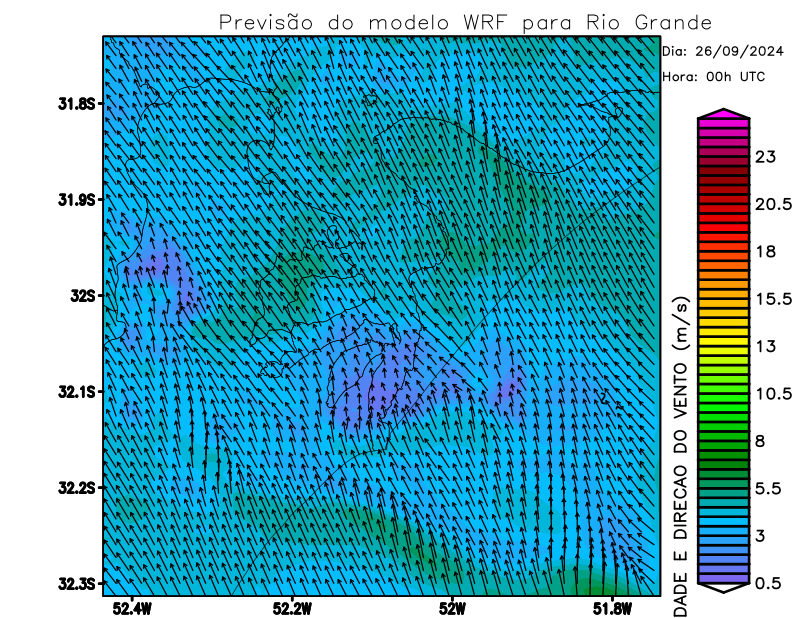 Previsão do modelo WRF para Rio Grande
Dia: 26/09/2024
Hora: 00h UTC
31.8S
31.9S
32S
32.1S
32.2S
32.3S
52.4W
52.2W
52W
51.8W
23
20.5
18
15.5
13
10.5
8
5.5
3
0.5
DADE E DIRECAO DO VENTO (m/s)